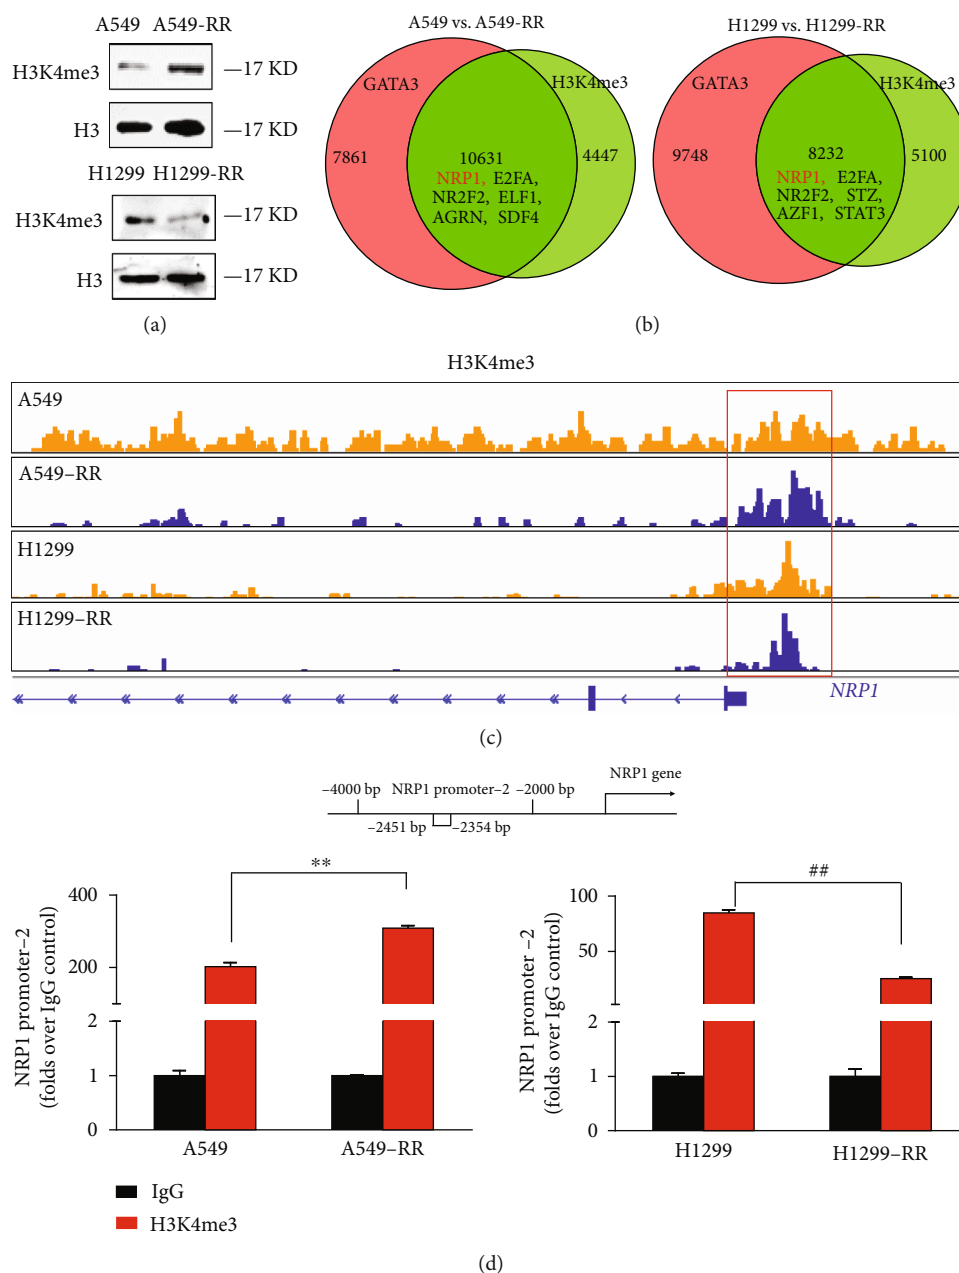 A549 A549-RR
H3K4me3 —17 KD
H3 —17 KD
H1299 H1299-RR
H3K4me3 —17 KD
H3 —17 KD
(a)
A549 vs. A549-RR
GATA3 H3K4me3
7861 10631 4447
NRP1, E2FA,
NR2F2, ELF1,
AGRN, SDF4
H1299 vs. H1299-RR
GATA3 H3K4me3
9748 8232 5100
NRP1, E2FA,
NR2F2, STZ,
AZF1, STAT3
(b)
H3K4me3
A549
A549–RR
H1299
H1299–RR
NRP1
(c)
NRP1 gene
–4000 bp NRP1 promoter–2 –2000 bp
–2451 bp –2354 bp
NRP1 promoter–2
(folds over IgG control)
400
200
2
1
0
**
A549 A549–RR
NRP1 promoter –2
(folds over IgG control)
100
50
0
2
1
0
##
H1299 H1299–RR
IgG
H3K4me3
(d)